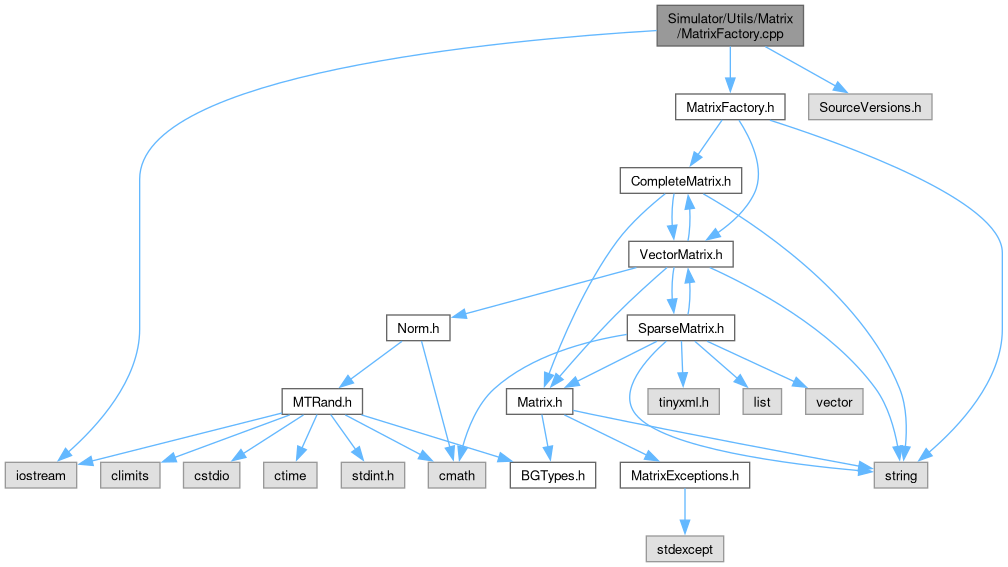 Simulator/Utils/Matrix
/MatrixFactory.cpp
MatrixFactory.h
SourceVersions.h
CompleteMatrix.h
VectorMatrix.h
Norm.h
SparseMatrix.h
MTRand.h
Matrix.h
tinyxml.h
list
vector
iostream
climits
cstdio
ctime
stdint.h
cmath
BGTypes.h
MatrixExceptions.h
string
stdexcept